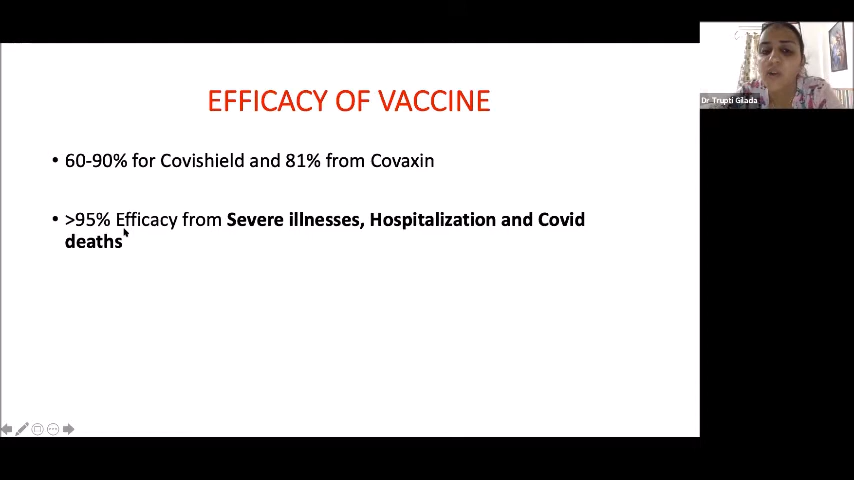 EFFICACY OF VACCINE
• 60-90% for Covishield and 81% from Covaxin
• >95% Efficacy from Severe illnesses, Hospitalization and Covid
deaths
Dr Trupti Gilada